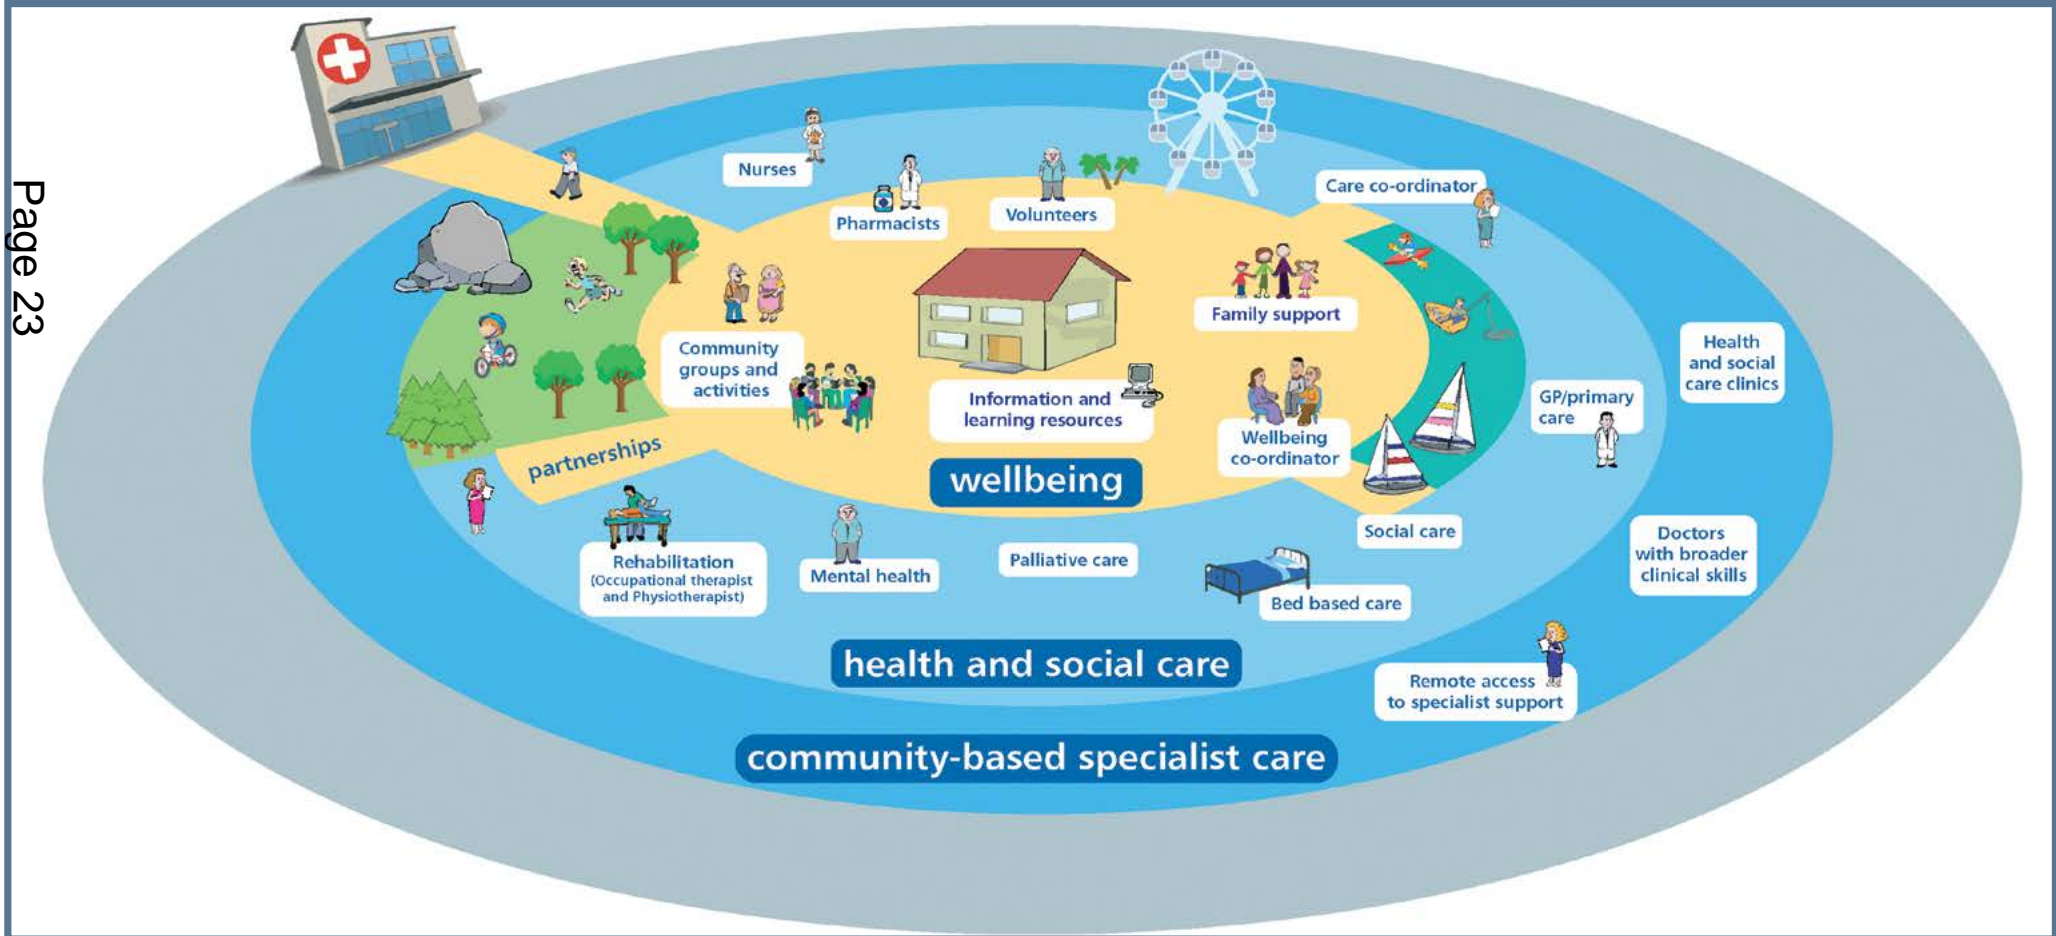 Page 23
Nurses
Pharmacists
Volunteers
Care co-ordinator
Family support
Community
groups and
activities
Information and
learning resources
Wellbeing
co-ordinator
wellbeing
partnerships
GP/primary
care
Health
and social
care clinics
Social care
Rehabilitation
(Occupational therapist
and Physiotherapist)
Mental health
Palliative care
Bed based care
Doctors
with broader
clinical skills
health and social care
Remote access
to specialist support
community-based specialist care